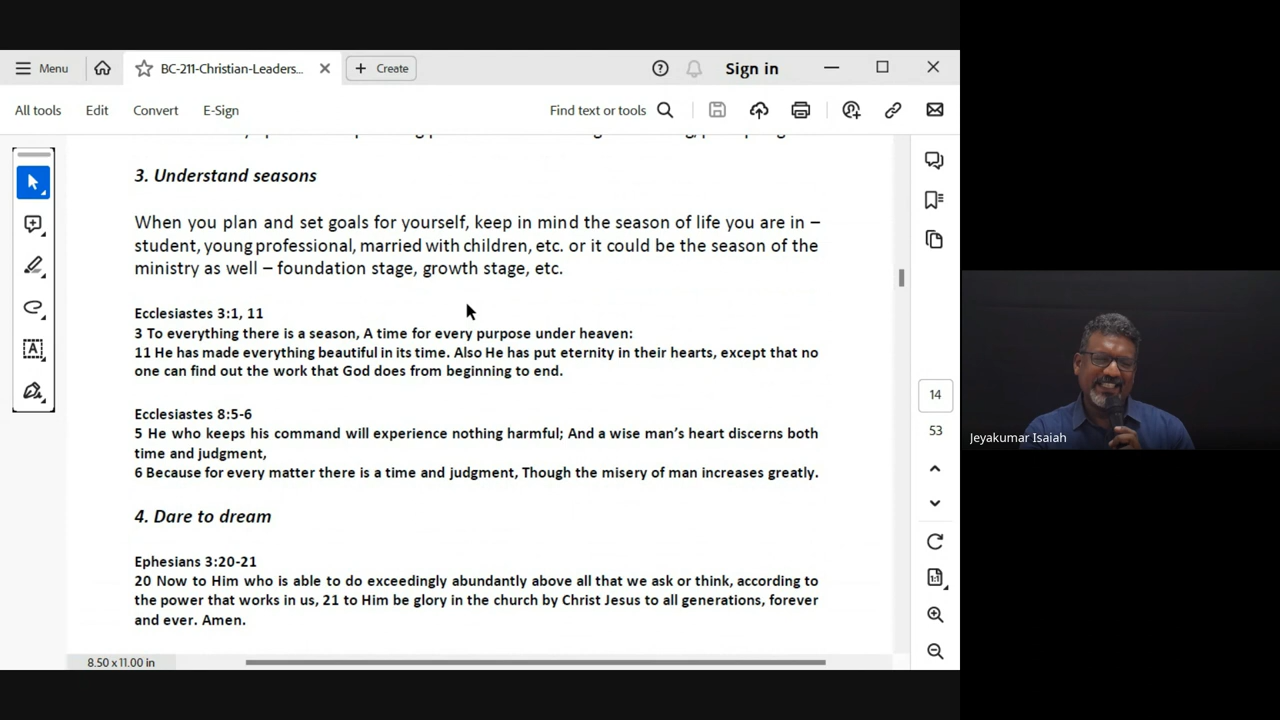 Menu
BC-211-Christian-Leaders...
Create
Sign in
All tools
Edit
Convert
E-Sign
Find text or tools
3. Understand seasons
When you plan and set goals for yourself, keep in mind the season of life you are in –
student, young professional, married with children, etc. or it could be the season of the
ministry as well – foundation stage, growth stage, etc.
Ecclesiastes 3:1, 11
3 To everything there is a season, A time for every purpose under heaven:
11 He has made everything beautiful in its time. Also He has put eternity in their hearts, except that no
one can find out the work that God does from beginning to end.
Ecclesiastes 8:5-6
5 He who keeps his command will experience nothing harmful; And a wise man’s heart discerns both
time and judgment,
6 Because for every matter there is a time and judgment, Though the misery of man increases greatly.
4. Dare to dream
Ephesians 3:20-21
20 Now to Him who is able to do exceedingly abundantly above all that we ask or think, according to
the power that works in us, 21 to Him be glory in the church by Christ Jesus to all generations, forever
and ever. Amen.
8.50 x 11.00 in
14
53
1:1
Jeyakumar Isaiah